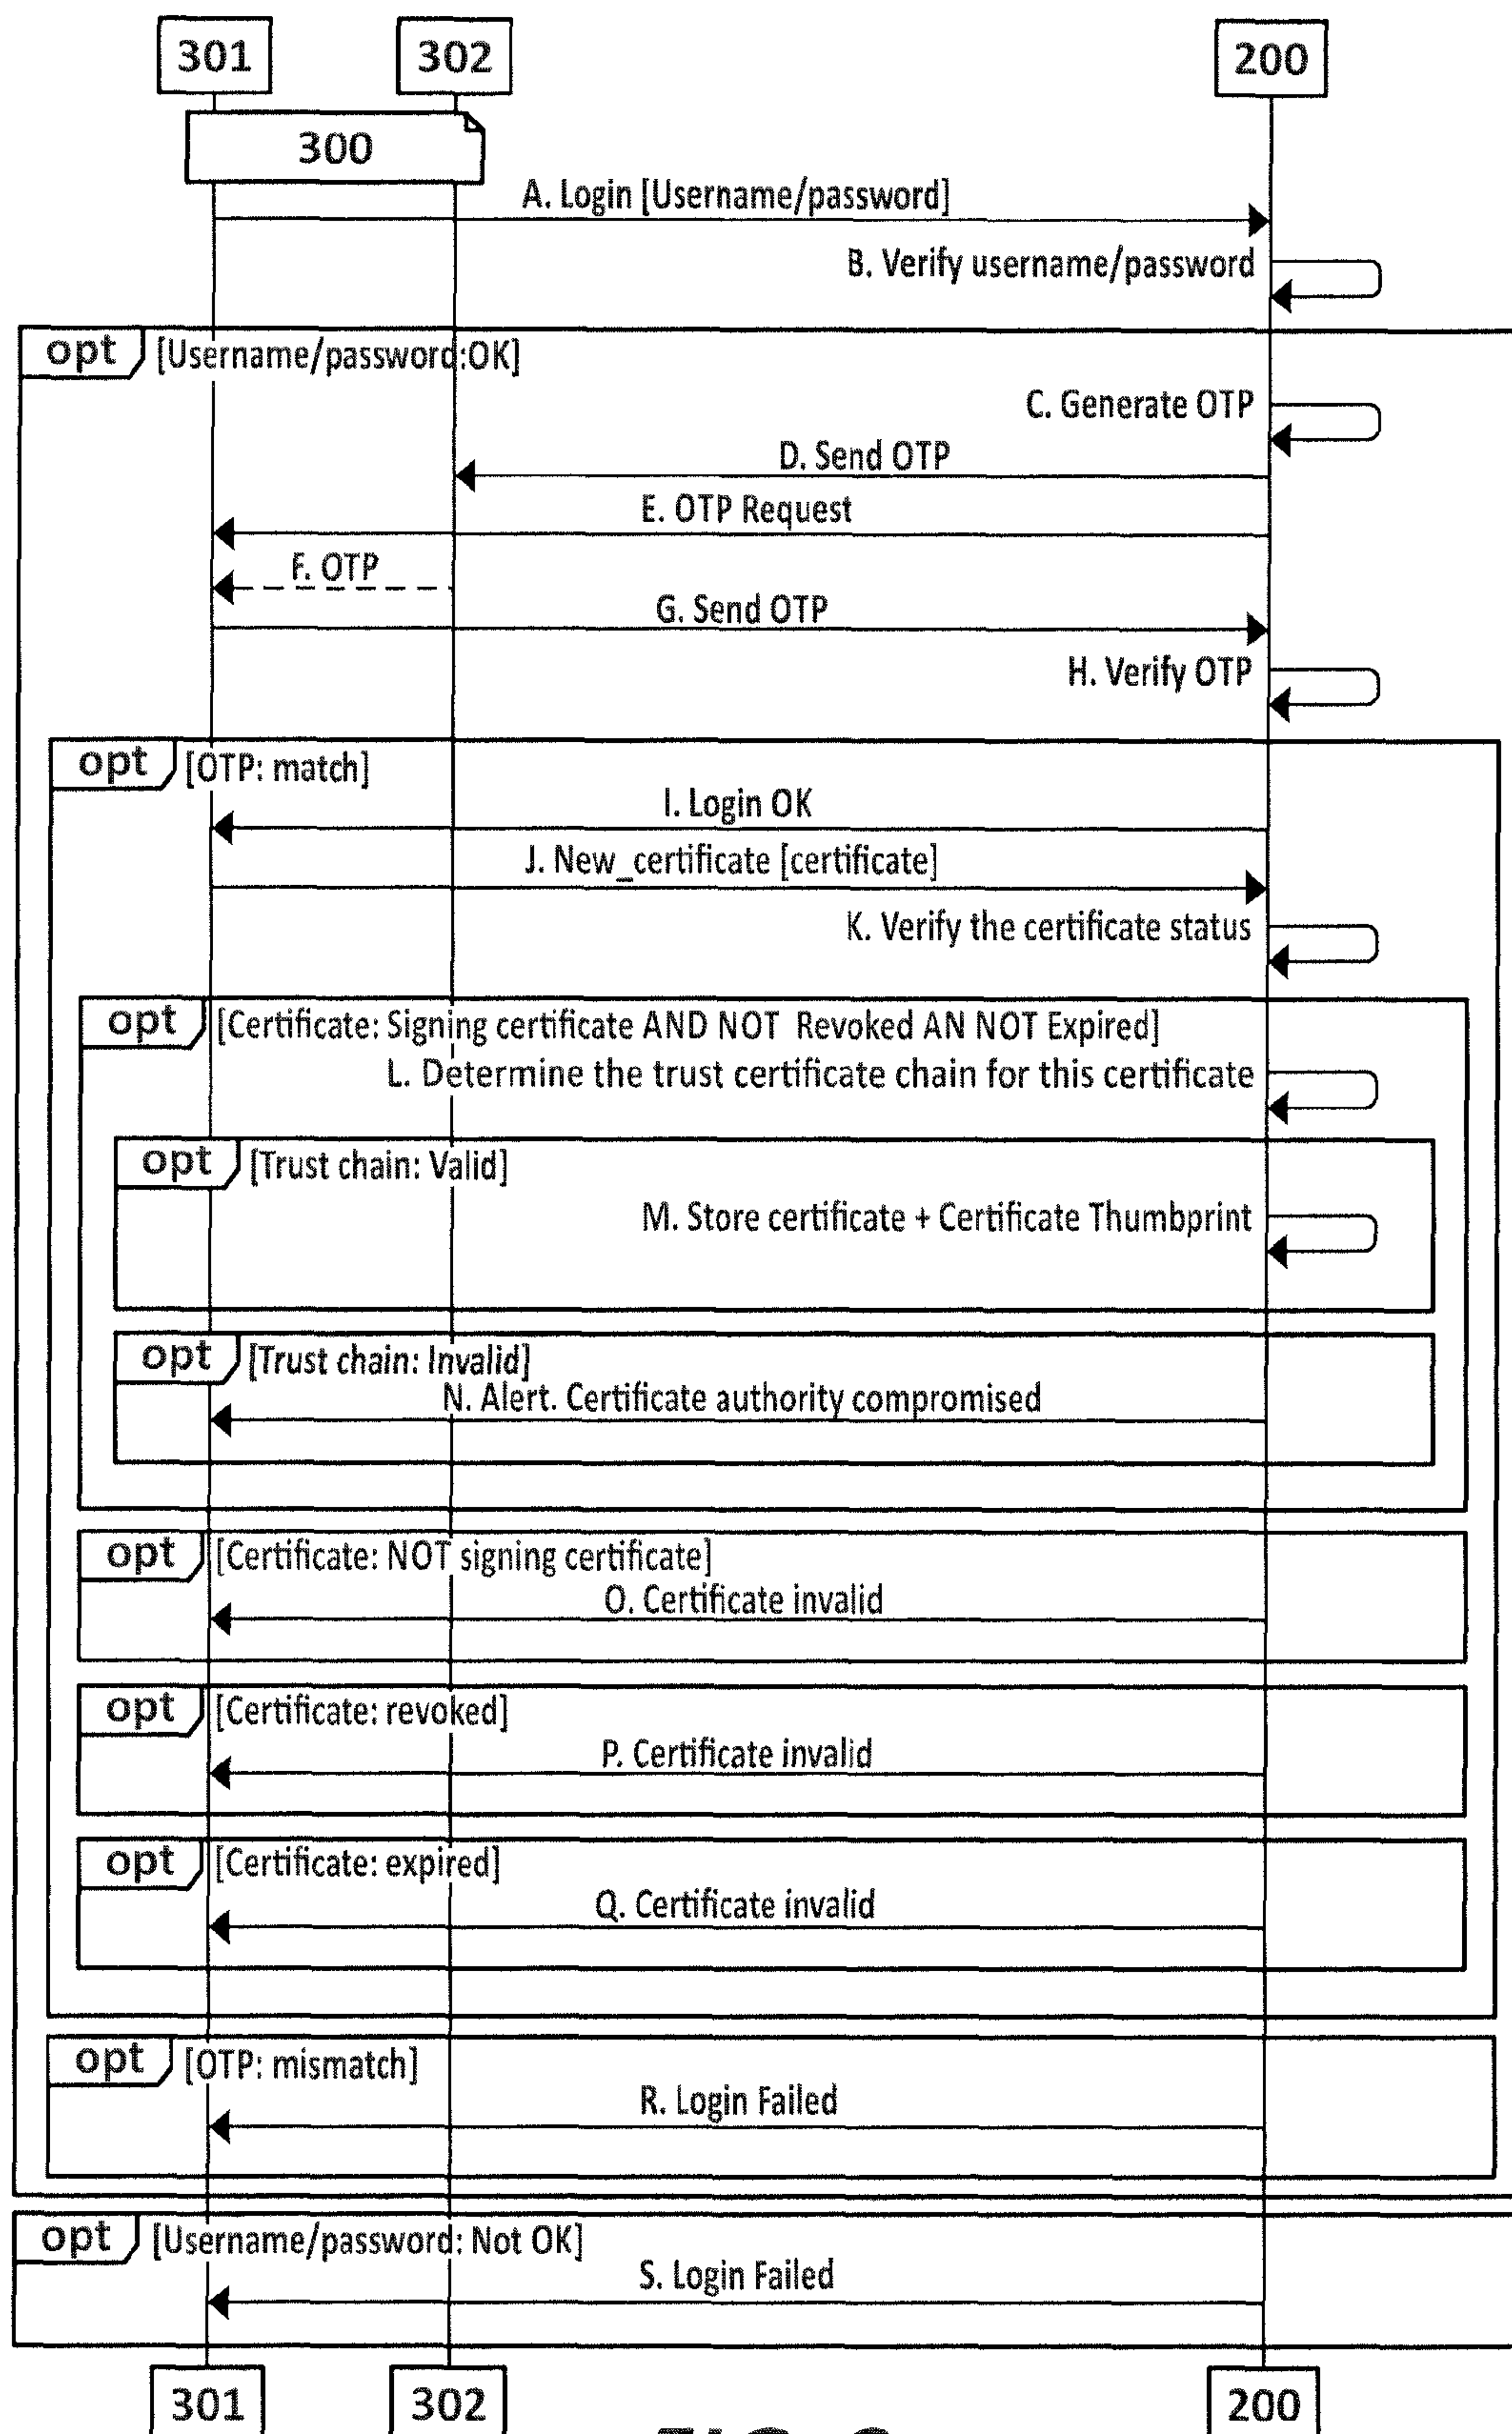 301 302 200
300
A. Login [Username/password]
B. Verify username/password
opt [Username/password:OK]
C. Generate OTP
D. Send OTP
E. OTP Request
F. OTP
G. Send OTP
H. Verify OTP
opt [OTP: match]
I. Login OK
J. New_certificate [certificate]
K. Verify the certificate status
opt [Certificate: Signing certificate AND NOT Revoked AN NOT Expired]
L. Determine the trust certificate chain for this certificate
opt [Trust chain: Valid]
M. Store certificate + Certificate Thumbprint
opt [Trust chain: Invalid]
N. Alert. Certificate authority compromised
opt [Certificate: NOT signing certificate]
O. Certificate invalid
opt [Certificate: revoked]
P. Certificate invalid
opt [Certificate: expired]
Q. Certificate invalid
opt [OTP: mismatch]
R. Login Failed
opt [Username/password: Not OK]
S. Login Failed
301 302 200